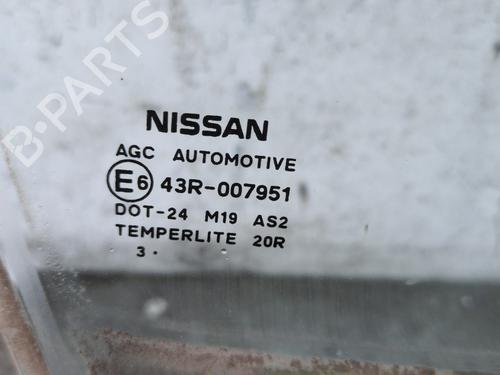 B-PARTS
NISSAN
AGC AUTOMOTIVE
E6 43R-007951
DOT-24 M19 AS2
TEMPERLITE 20R
3 ·